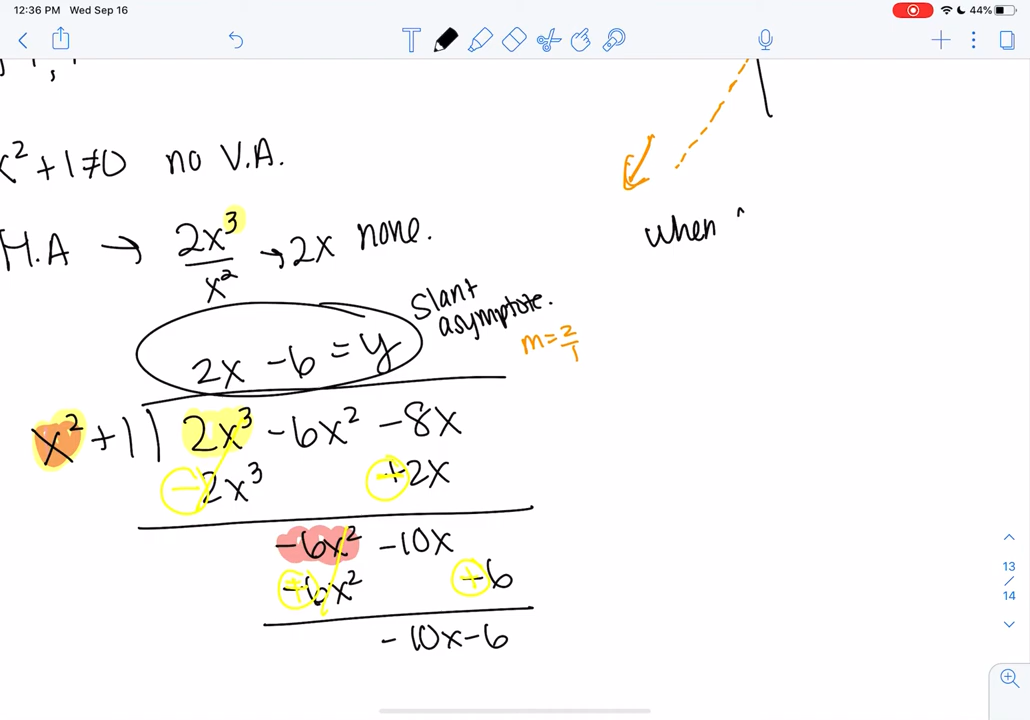 12:36 PM Wed Sep 16
44%
x² + 1 ≠ 0 no V.A.
H.A → 2x³/x² → 2x none.
Slant
asymptote.
m = 2/1
2x - 6 = y
x² + 1 ) 2x³ - 6x² - 8x
- 2x³ + 2x
-6x² - 10x
+ 6x² + 6
- 10x - 6
when
13
/
14